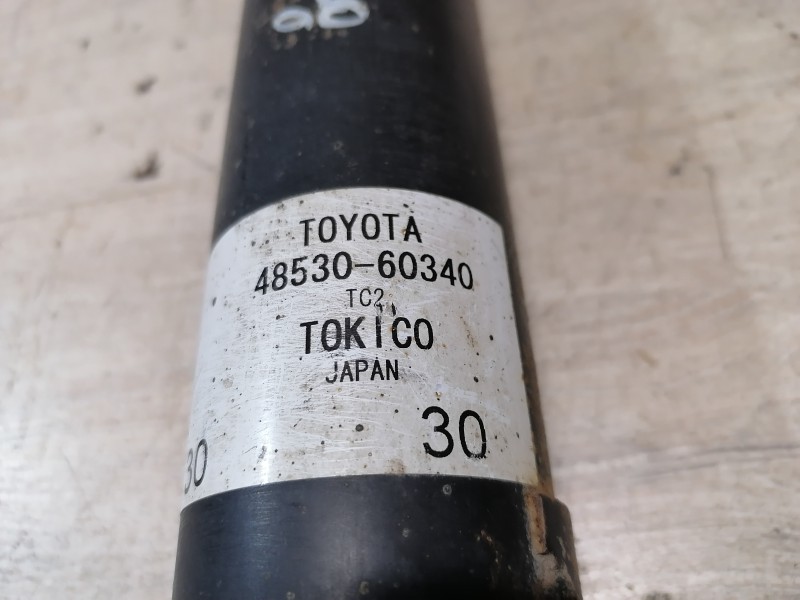 TOYOTA
48530-60340
TC2
TOKICO
JAPAN
30
30